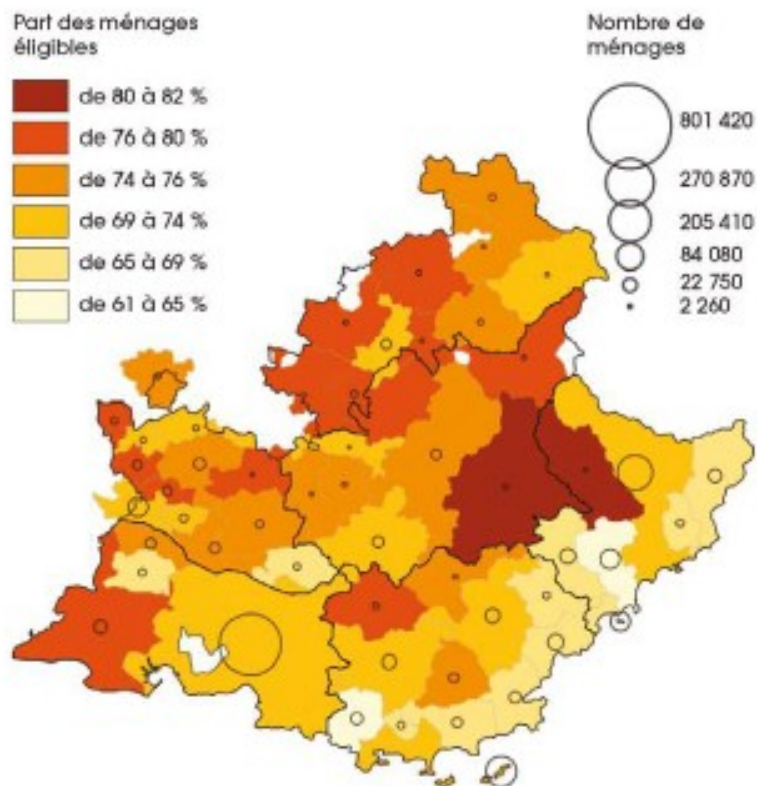 Part des ménages
éligibles
de 80 à 82 %
de 76 à 80 %
de 74 à 76 %
de 69 à 74 %
de 65 à 69 %
de 61 à 65 %
Nombre de
ménages
801 420
270 870
205 410
84 080
22 750
2 260